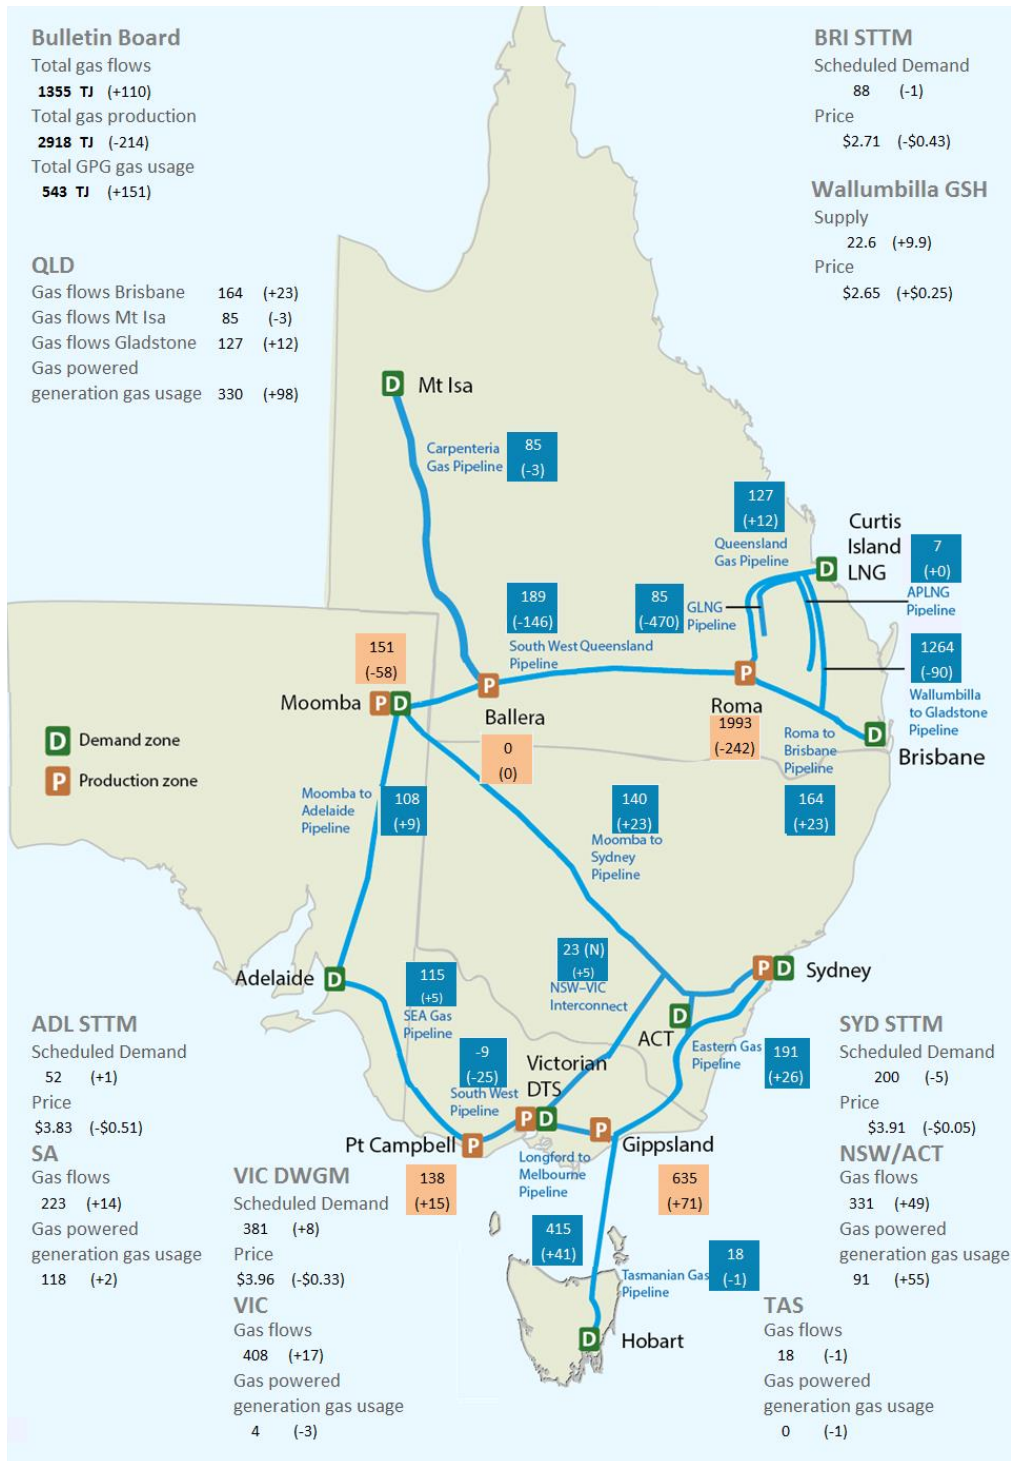 Bulletin Board
Total gas flows
1355 TJ (+110)
Total gas production
2918 TJ (-214)
Total GPG gas usage
543 TJ (+151)
BRI STTM
Scheduled Demand
88 (-1)
Price
$2.71 (-$0.43)
Wallumbilla GSH
Supply
22.6 (+9.9)
Price
$2.65 (+$0.25)
QLD
Gas flows Brisbane 164 (+23)
Gas flows Mt Isa 85 (-3)
Gas flows Gladstone 127 (+12)
Gas powered
generation gas usage 330 (+98)
D Mt Isa
Carpenteria
Gas Pipeline
85
(-3)
127
(+12)
Queensland
Gas Pipeline
Curtis
Island
D LNG
7
(+0)
APLNG
Pipeline
189
(-146)
South West Queensland
Pipeline
85
(-470)
GLNG
Pipeline
1264
(-90)
Wallumbilla
to Gladstone
Pipeline
151
(-58)
Moomba P D
P
Ballera
0
(0)
P
Roma
1993
(-242)
Roma to
Brisbane
Pipeline
D
Brisbane
164
(+23)
D Demand zone
P Production zone
Moomba to
Adelaide
Pipeline
108
(+9)
140
(+23)
Moomba to
Sydney
Pipeline
23 (N)
(+5)
NSW–VIC
Interconnect
P D Sydney
Adelaide D
115
(+5)
SEA Gas
Pipeline
D
ACT
Eastern Gas
Pipeline
191
(+26)
-9
(-25)
South West
Pipeline
Victorian
DTS
P D
P
Gippsland
635
(+71)
Pt Campbell P
138
(+15)
Longford to
Melbourne
Pipeline
415
(+41)
18
(-1)
Tasmanian Gas
Pipeline
D Hobart
ADL STTM
Scheduled Demand
52 (+1)
Price
$3.83 (-$0.51)
SA
Gas flows
223 (+14)
Gas powered
generation gas usage
118 (+2)
VIC DWGM
Scheduled Demand
381 (+8)
Price
$3.96 (-$0.33)
VIC
Gas flows
408 (+17)
Gas powered
generation gas usage
4 (-3)
SYD STTM
Scheduled Demand
200 (-5)
Price
$3.91 (-$0.05)
NSW/ACT
Gas flows
331 (+49)
Gas powered
generation gas usage
91 (+55)
TAS
Gas flows
18 (-1)
Gas powered
generation gas usage
0 (-1)